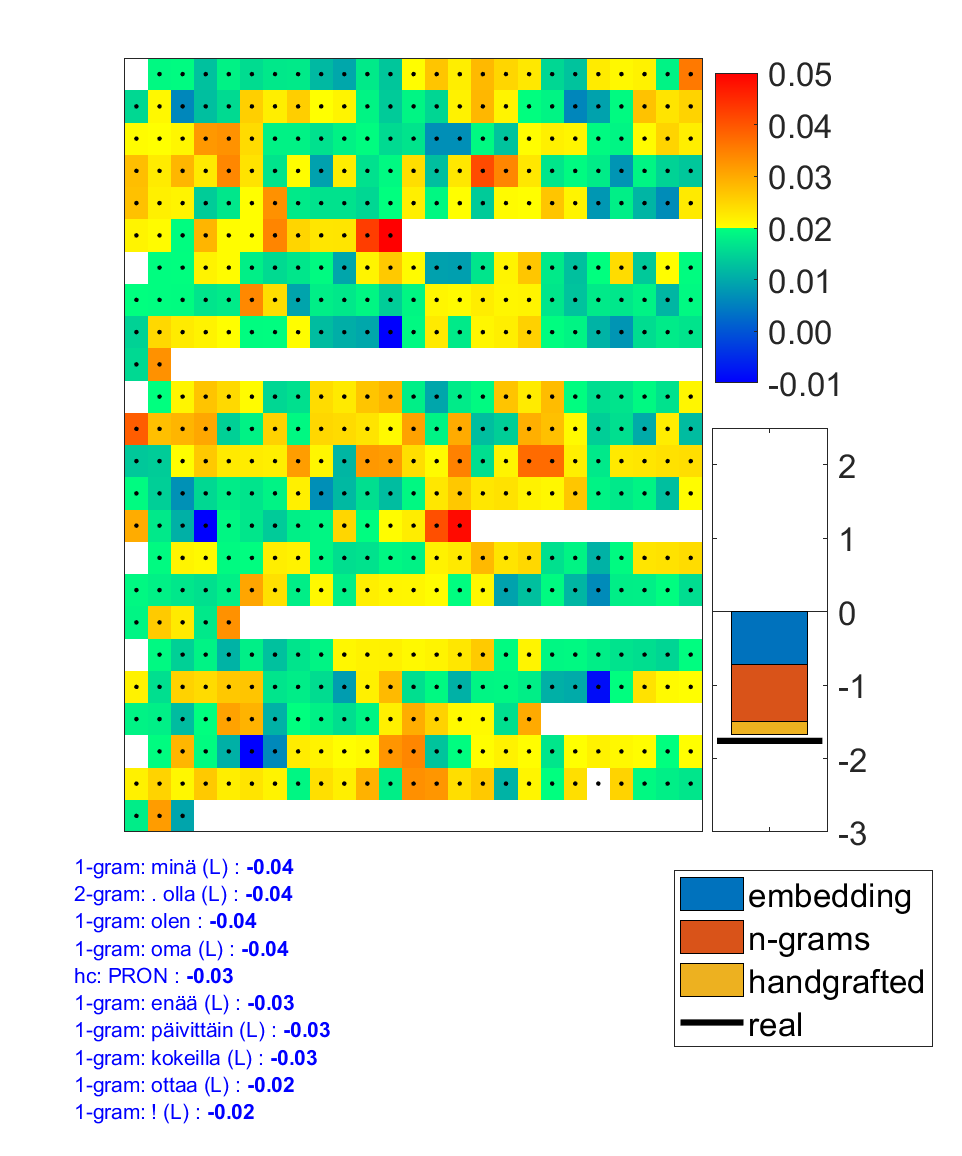 0.05
0.04
0.03
0.02
0.01
0.00
-0.01
2
1
0
-1
-2
-3
1-gram: minä (L) : -0.04
2-gram: . olla (L) : -0.04
1-gram: olen : -0.04
1-gram: oma (L) : -0.04
hc: PRON : -0.03
1-gram: enää (L) : -0.03
1-gram: päivittäin (L) : -0.03
1-gram: kokeilla (L) : -0.03
1-gram: ottaa (L) : -0.02
1-gram: ! (L) : -0.02
embedding
n-grams
handgrafted
real